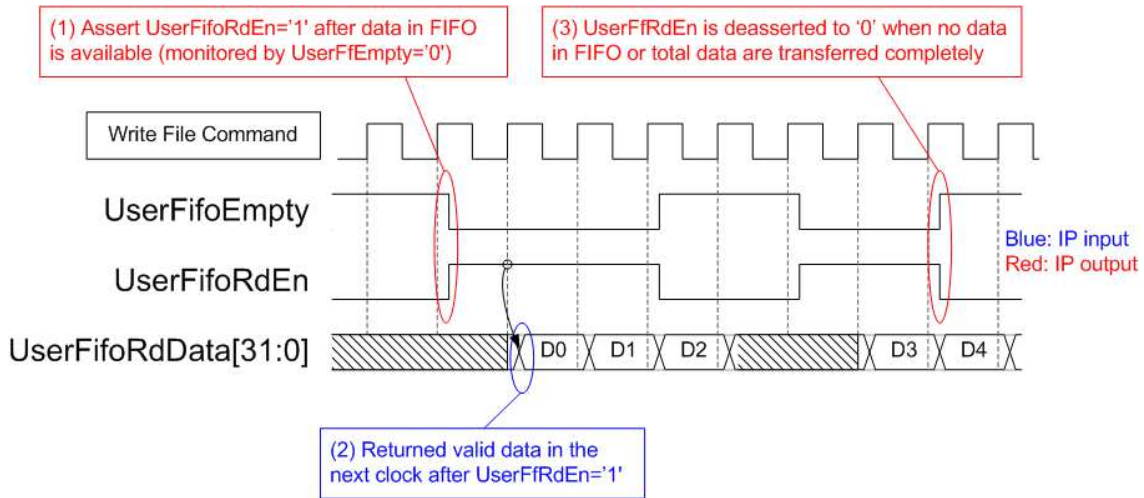 (1) Assert UserFifoRdEn='1' after data in FIFO
is available (monitored by UserFfEmpty='0')
(3) UserFfRdEn is deasserted to ‘0’ when no data
in FIFO or total data are transferred completely
Write File Command
UserFifoEmpty
Blue: IP input
Red: IP output
UserFifoRdEn
UserFifoRdData[31:0]
D0 D1 D2 D3 D4
(2) Returned valid data in the
next clock after UserFfRdEn=’1’